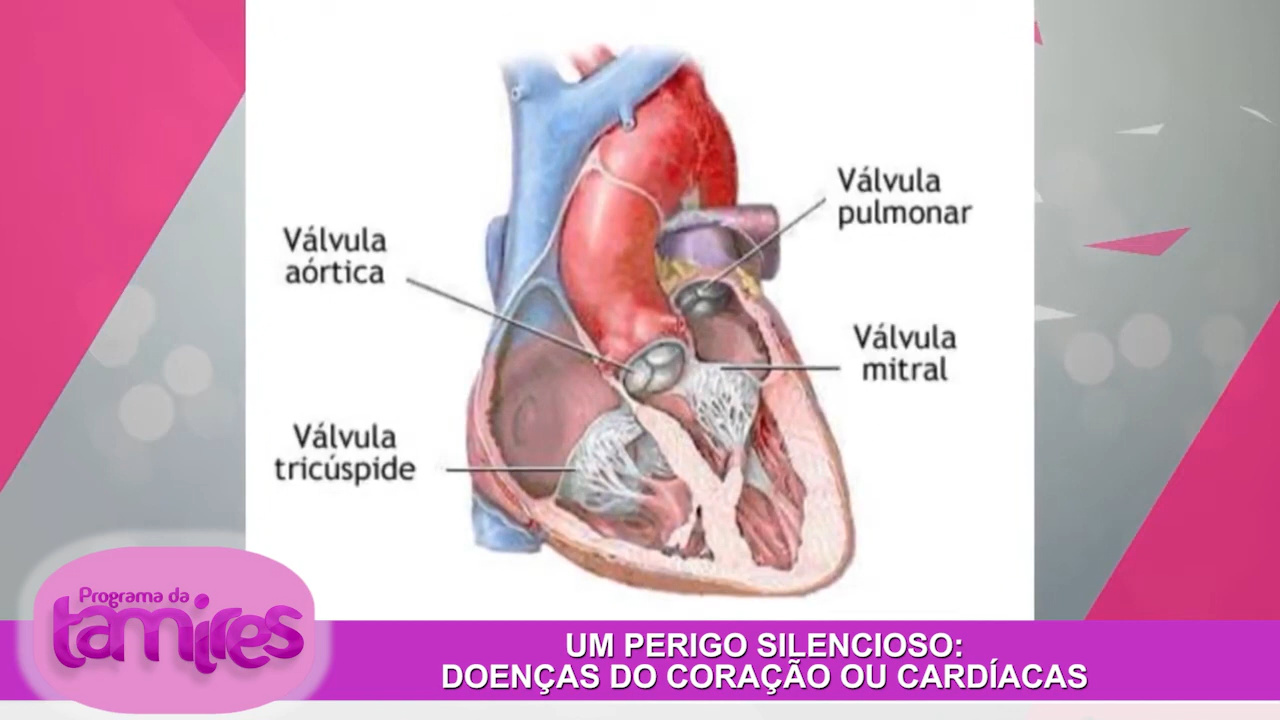 Válvula
pulmonar
Válvula
aórtica
Válvula
mitral
Válvula
tricúspide
Programa da
tamires
UM PERIGO SILENCIOSO:
DOENÇAS DO CORAÇÃO OU CARDÍACAS